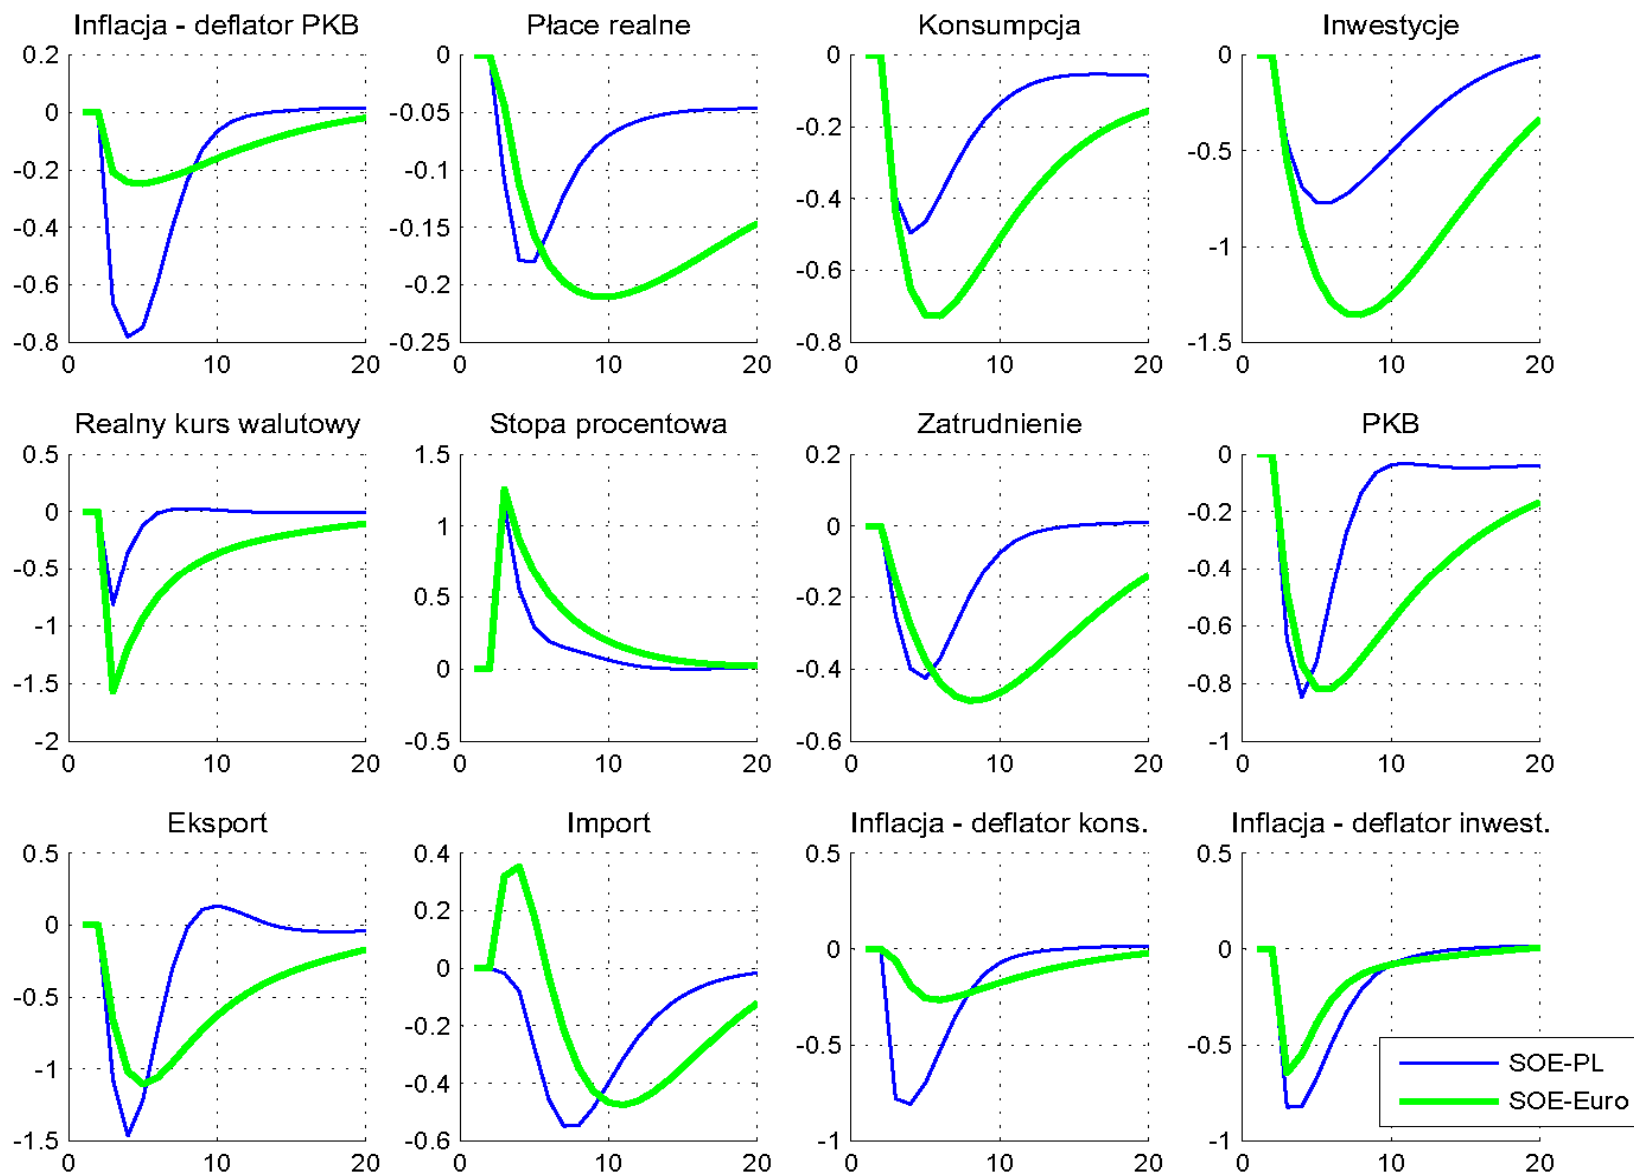 Inflacja - deflator PKB
0.2
0
-0.2
-0.4
-0.6
-0.8
0 10 20
Płace realne
0
-0.05
-0.1
-0.15
-0.2
-0.25
0 10 20
Konsumpcja
0
-0.2
-0.4
-0.6
-0.8
0 10 20
Inwestycje
0
-0.5
-1
-1.5
0 10 20
Realny kurs walutowy
0.5
0
-0.5
-1
-1.5
-2
0 10 20
Stopa procentowa
1.5
1
0.5
0
-0.5
0 10 20
Zatrudnienie
0.2
0
-0.2
-0.4
-0.6
0 10 20
PKB
0
-0.2
-0.4
-0.6
-0.8
-1
0 10 20
Eksport
0.5
0
-0.5
-1
-1.5
0 10 20
Import
0.4
0.2
0
-0.2
-0.4
-0.6
0 10 20
Inflacja - deflator kons.
0.5
0
-0.5
-1
0 10 20
Inflacja - deflator inwest.
0.5
0
-0.5
-1
0 10 20
SOE-PL
SOE-Euro